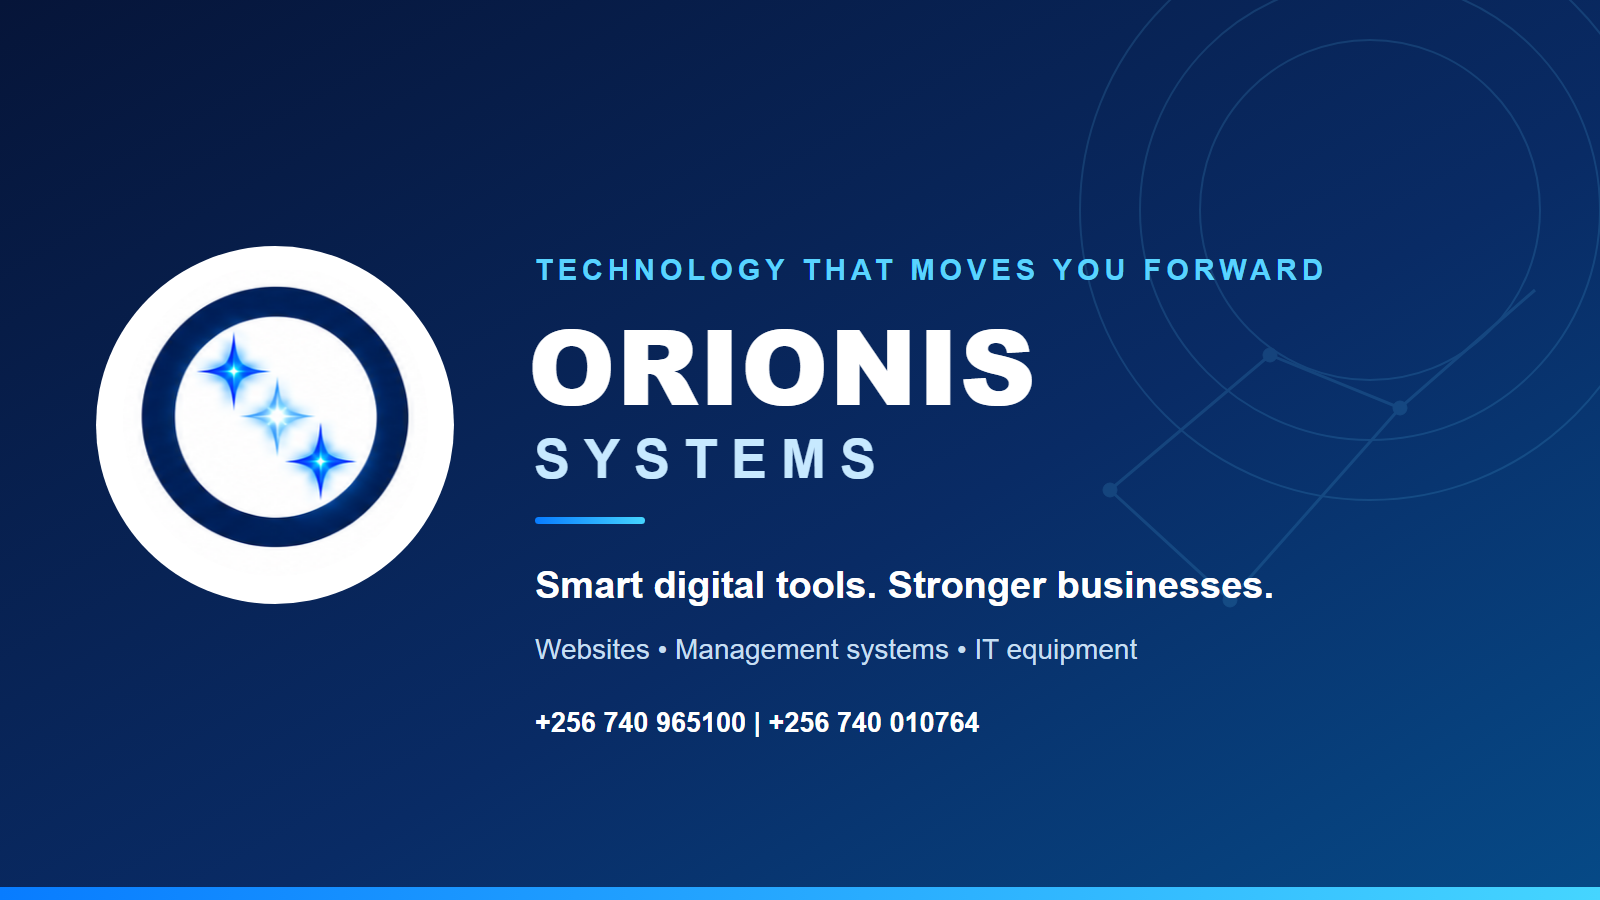 TECHNOLOGY THAT MOVES YOU FORWARD
ORIONIS
SYSTEMS
Smart digital tools. Stronger businesses.
Websites • Management systems • IT equipment
+256 740 965100 | +256 740 010764